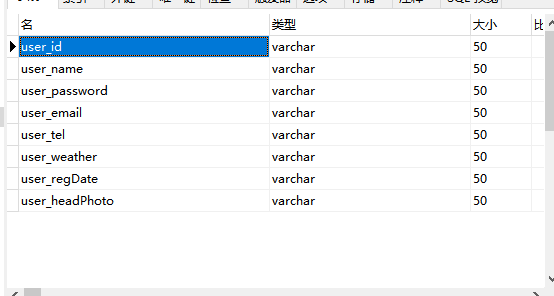 名 类型 大小 比
user_id varchar 50
user_name varchar 50
user_password varchar 50
user_email varchar 50
user_tel varchar 50
user_weather varchar 50
user_regDate varchar 50
user_headPhoto varchar 50